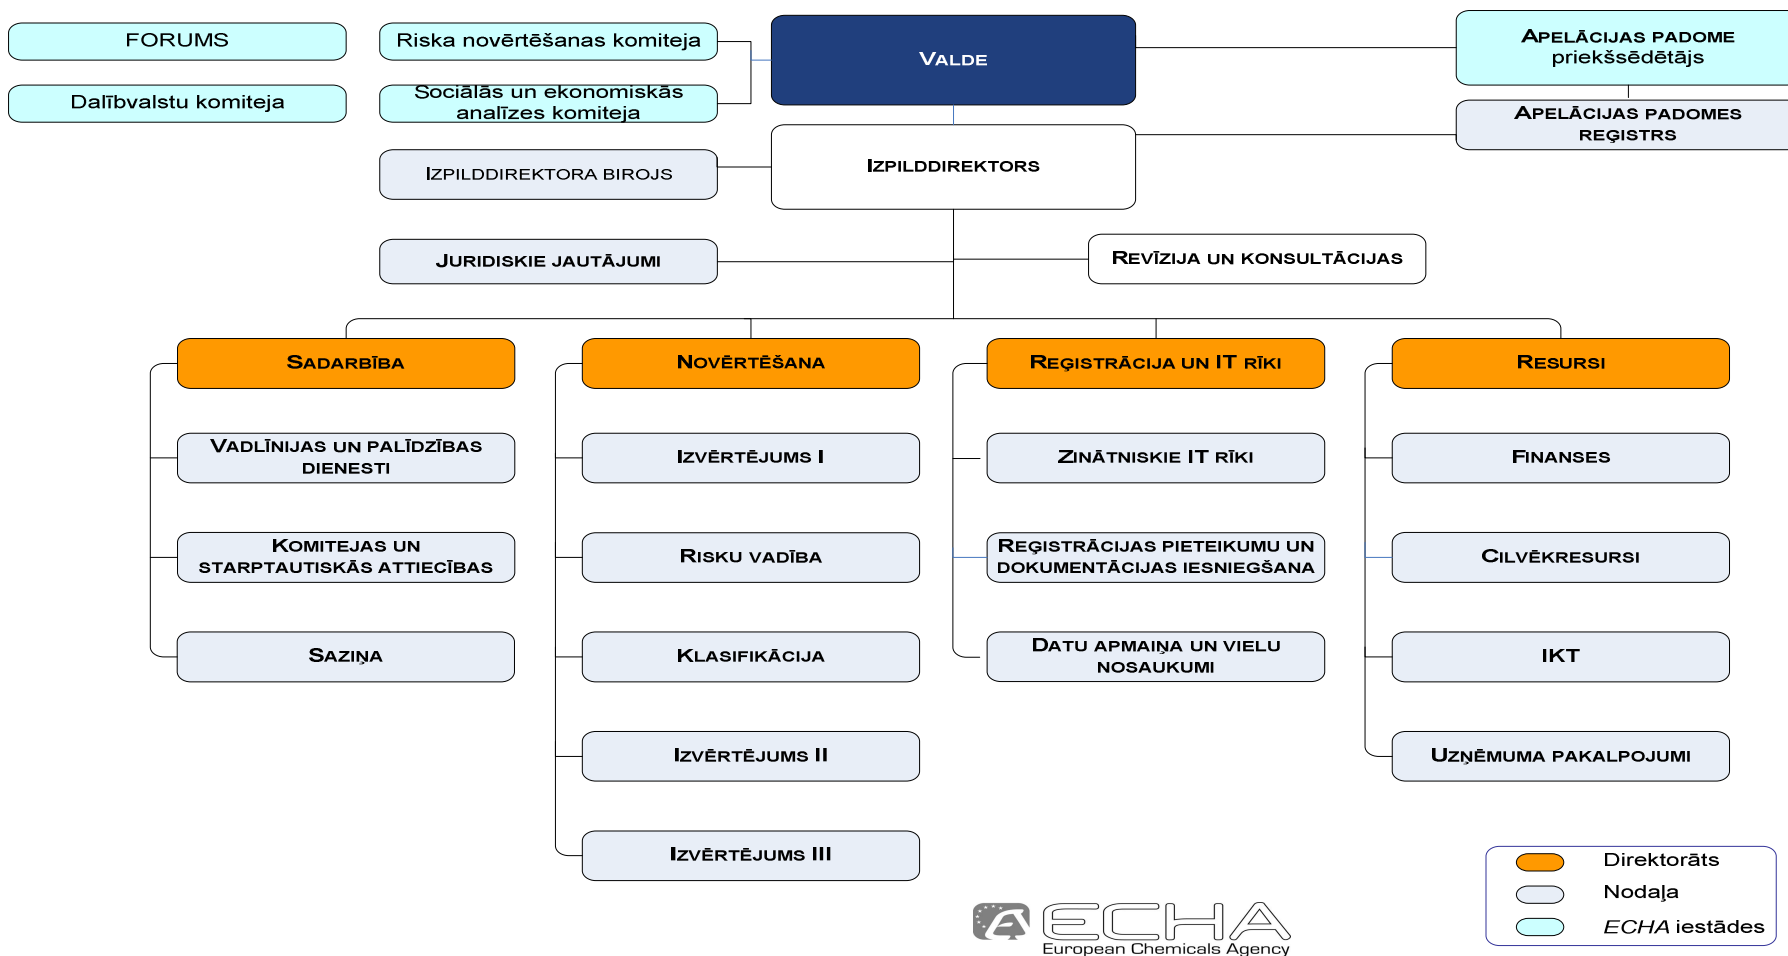 FORUMS
Riska novērtēšanas komiteja
VALDE
APELĀCIJAS PADOME
priekšsēdētājs
Dalībvalstu komiteja
Sociālās un ekonomiskās
analīzes komiteja
APELĀCIJAS PADOMES
REĢISTRS
IZPILDDIREKTORA BIROJS
IZPILDDIREKTORS
JURIDISKIE JAUTĀJUMI
REVĪZIJA UN KONSULTĀCIJAS
SADARBĪBA
NOVĒRTĒŠANA
REĢISTRĀCIJA UN IT RĪKI
RESURSI
VADLĪNIJAS UN PALĪDZĪBAS
DIENESTI
IZVĒRTĒJUMS I
ZINĀTNISKIE IT RĪKI
FINANSES
KOMITEJAS UN
STARPTAUTISKĀS ATTIECĪBAS
RISKU VADĪBA
REĢISTRĀCIJAS PIETEIKUMU UN
DOKUMENTĀCIJAS IESNIEGŠANA
CILVĒKRESURSI
SAZIŅA
KLASIFIKĀCIJA
DATU APMAIŅA UN VIELU
NOSAUKUMI
IKT
IZVĒRTĒJUMS II
UZŅĒMUMA PAKALPOJUMI
IZVĒRTĒJUMS III
Direktorāts
Nodaļa
ECHA iestādes
ECHA
European Chemicals Agency